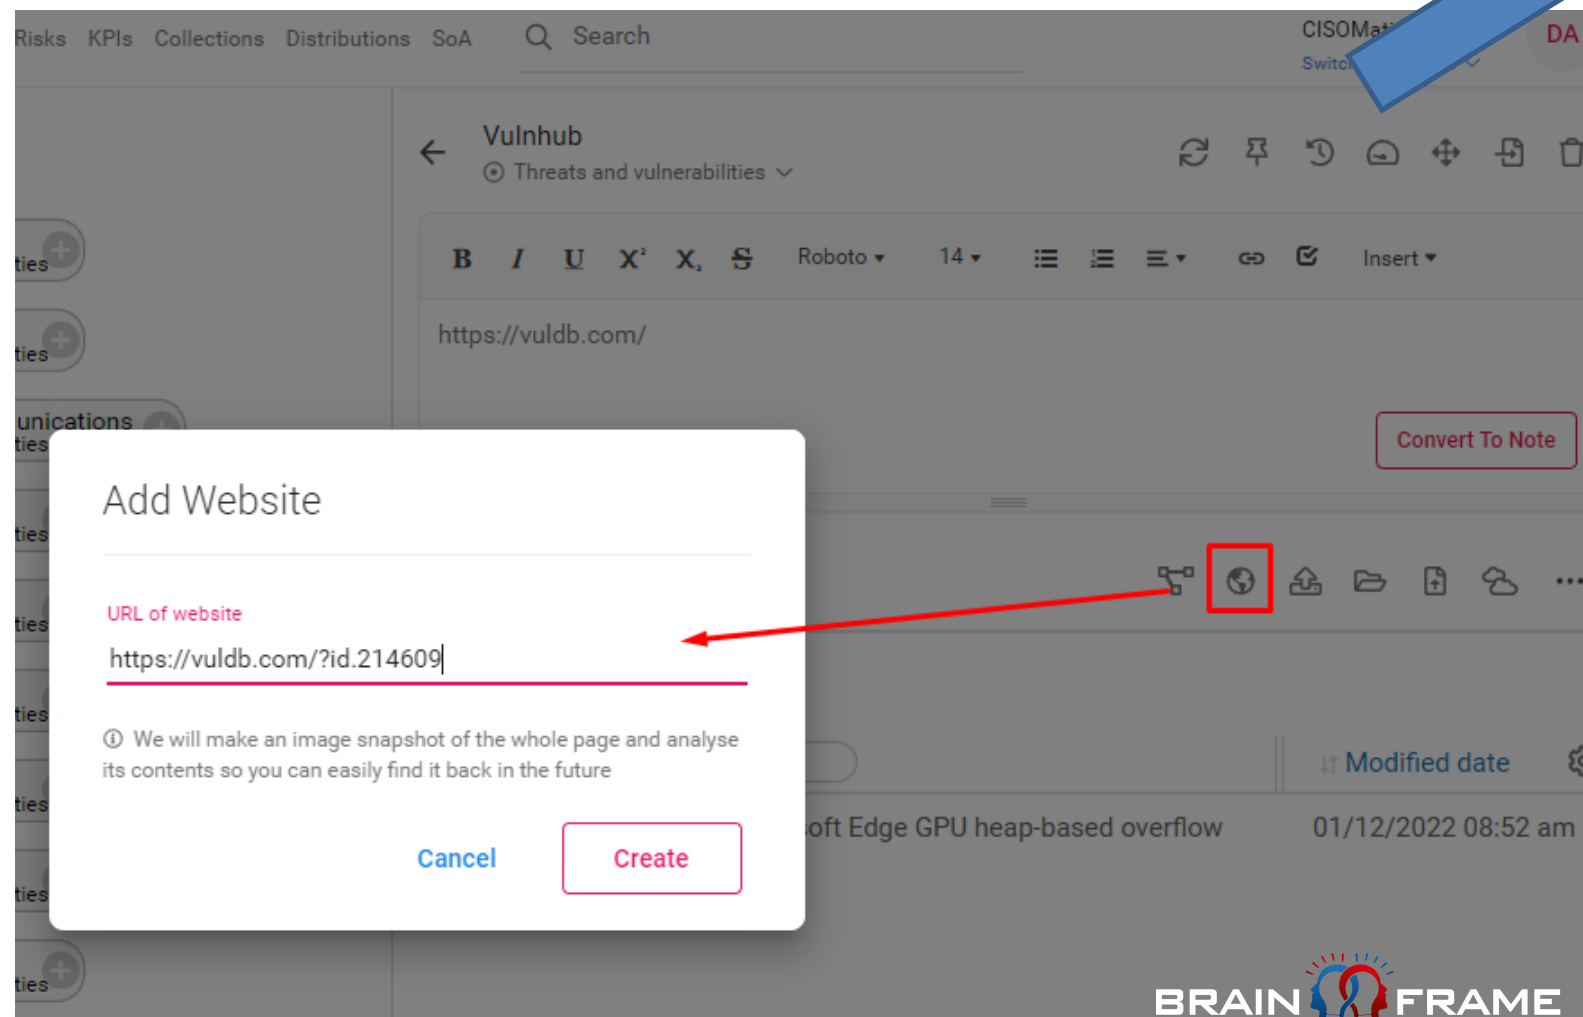 Risks KPIs Collections Distributions SoA Search
CISOMat
DA
Switc
Vulnhub
Threats and vulnerabilities
B I U X² X, S Roboto 14 Insert
ties
https://vuldb.com/
ties
unications
ties
Convert To Note
Add Website
ties
URL of website
ties
https://vuldb.com/?id.214609
ties
We will make an image snapshot of the whole page and analyse
its contents so you can easily find it back in the future
Modified date
ties
soft Edge GPU heap-based overflow 01/12/2022 08:52 am
Cancel Create
ties
ties
BRAIN FRAME